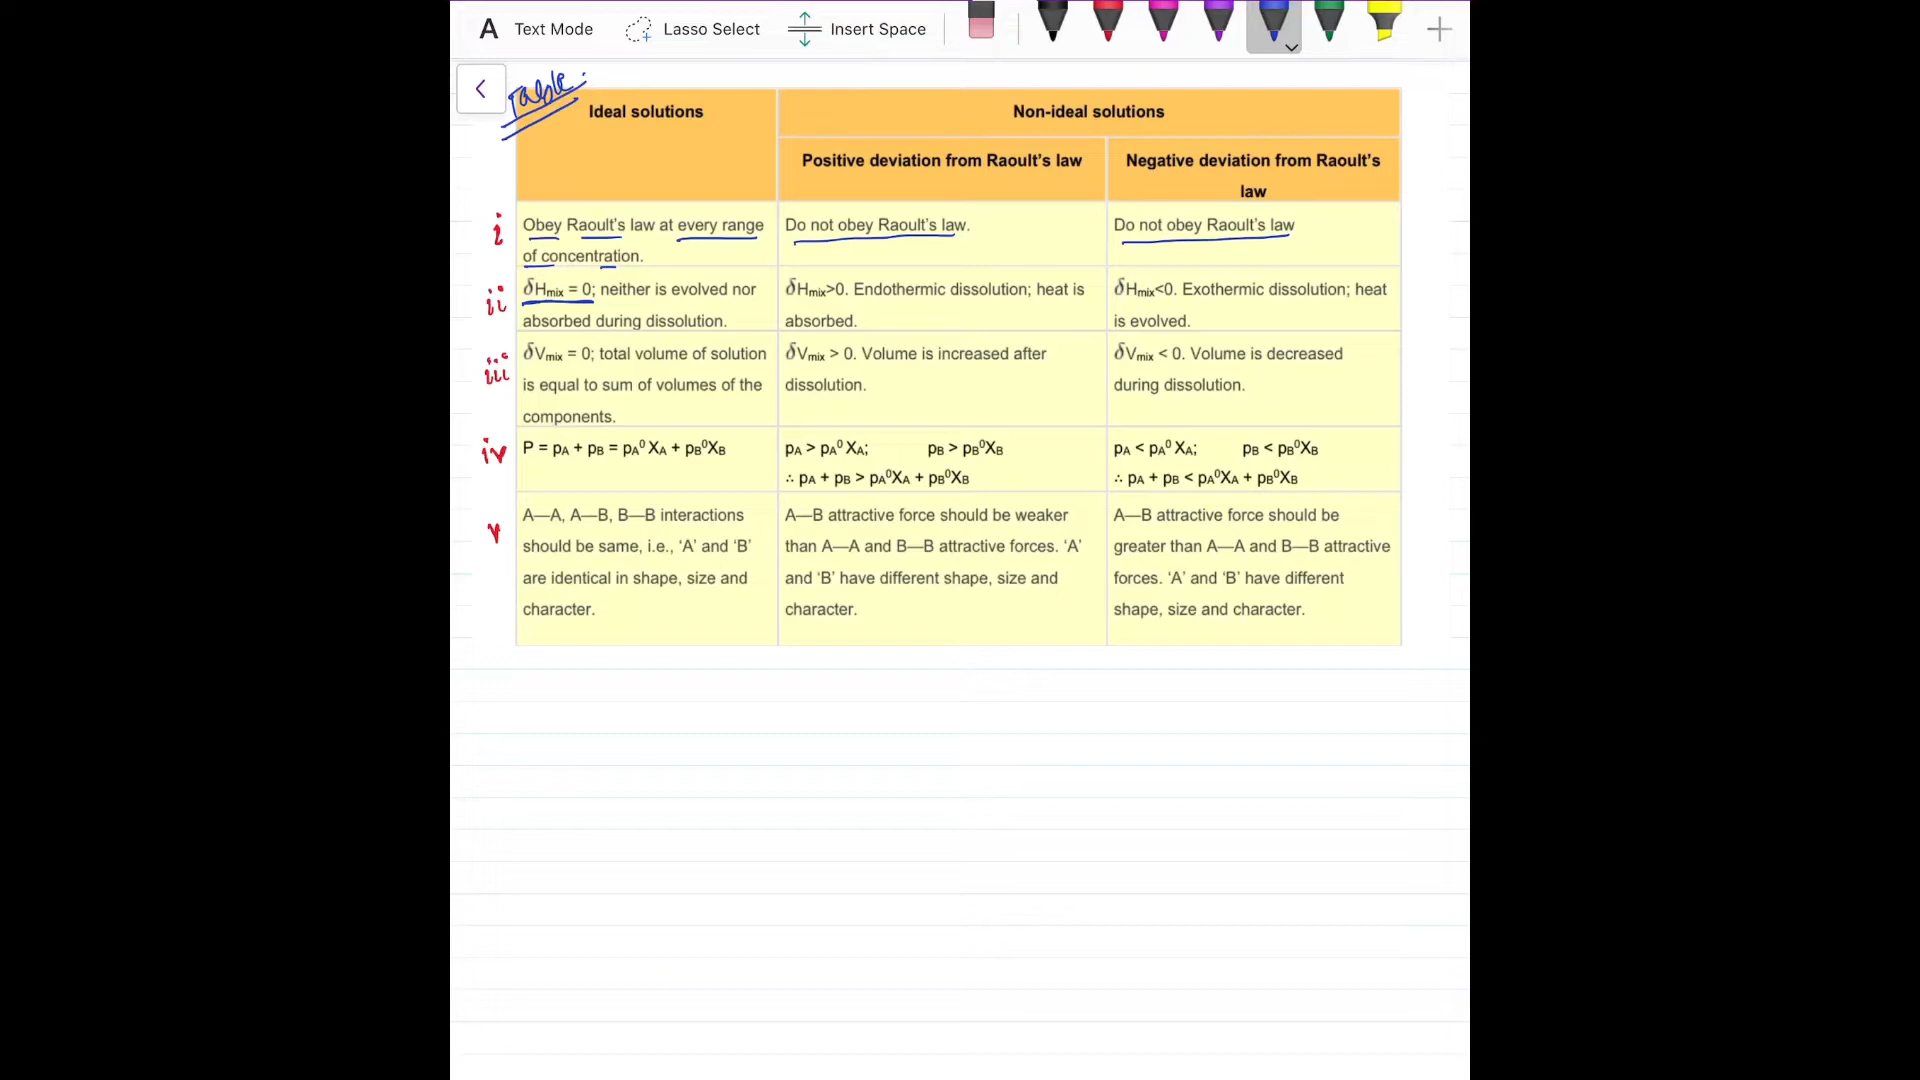 A Text Mode Lasso Select Insert Space
Table:
Ideal solutions
Non-ideal solutions
Positive deviation from Raoult's law
Negative deviation from Raoult's
law
i
Obey Raoult's law at every range
of concentration.
Do not obey Raoult's law.
Do not obey Raoult's law
ii
δHmix = 0; neither is evolved nor
absorbed during dissolution.
δHmix>0. Endothermic dissolution; heat is
absorbed.
δHmix<0. Exothermic dissolution; heat
is evolved.
iii
δVmix = 0; total volume of solution
is equal to sum of volumes of the
components.
δVmix > 0. Volume is increased after
dissolution.
δVmix < 0. Volume is decreased
during dissolution.
iv
P = pA + pB = pA⁰ XA + pB⁰XB
pA > pA⁰ XA; pB > pB⁰XB
∴ pA + pB > pA⁰XA + pB⁰XB
pA < pA⁰ XA; pB < pB⁰XB
∴ pA + pB < pA⁰XA + pB⁰XB
v
A—A, A—B, B—B interactions
should be same, i.e., ‘A’ and ‘B’
are identical in shape, size and
character.
A—B attractive force should be weaker
than A—A and B—B attractive forces. ‘A’
and ‘B’ have different shape, size and
character.
A—B attractive force should be
greater than A—A and B—B attractive
forces. ‘A’ and ‘B’ have different
shape, size and character.